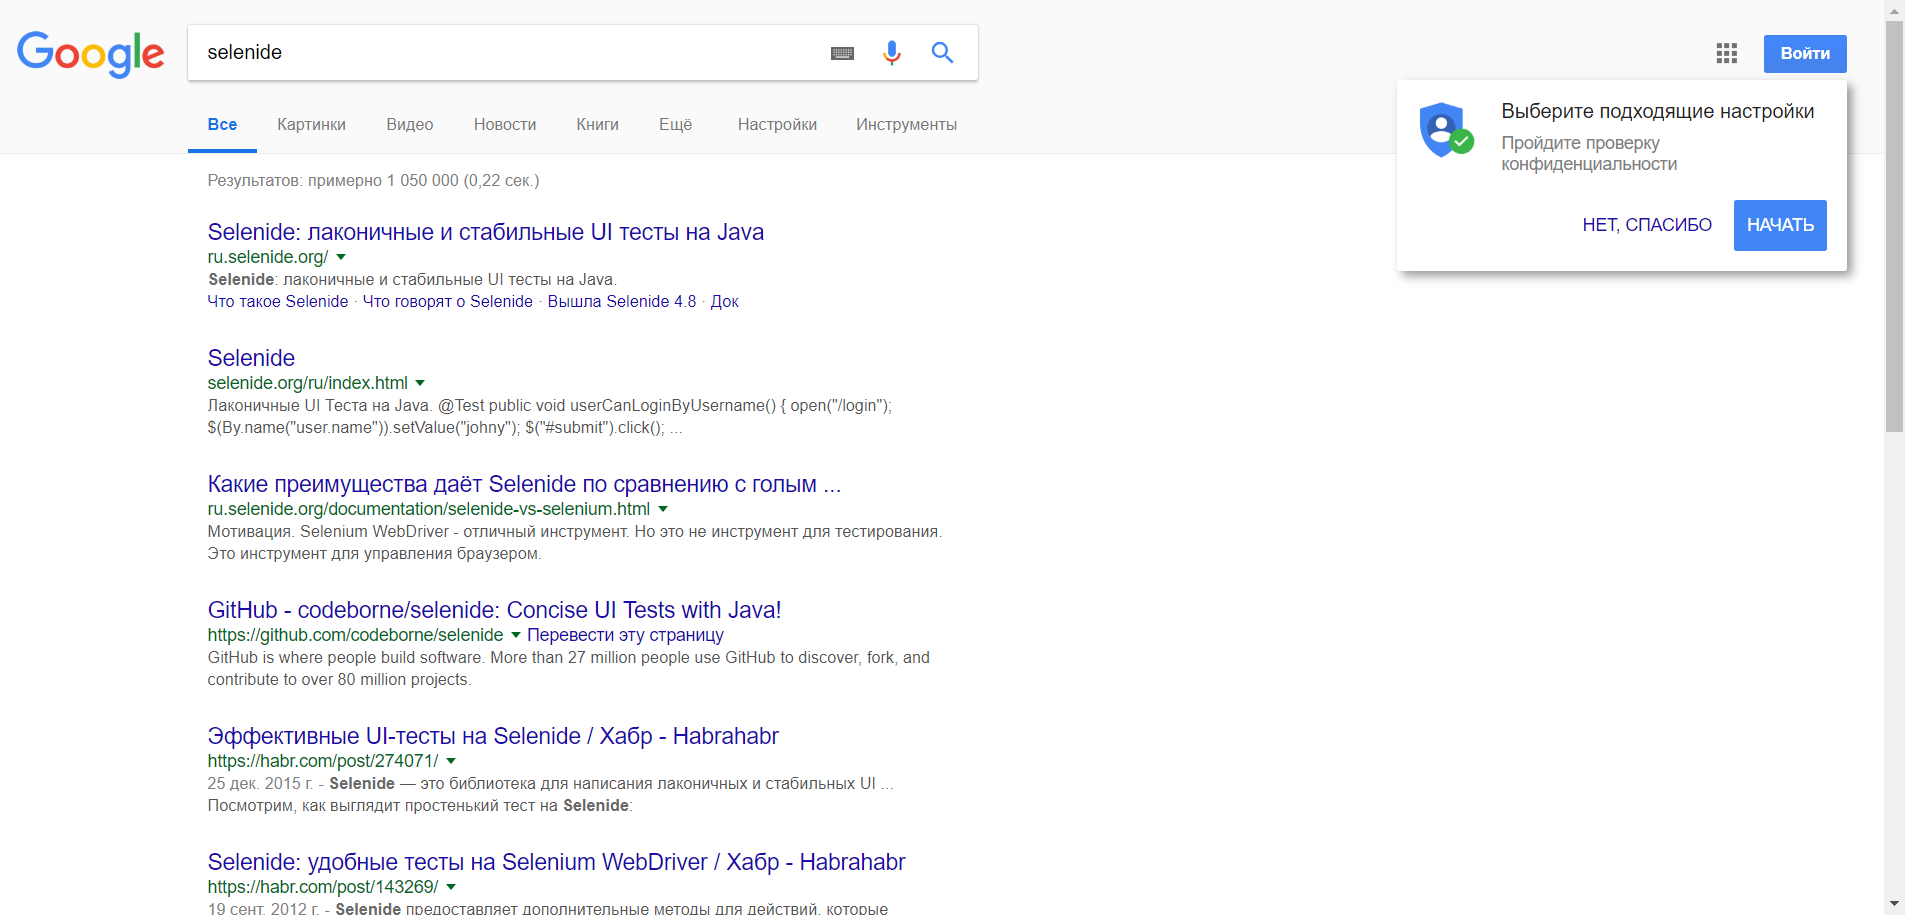 Google
selenide
Войти
Все Картинки Видео Новости Книги Ещё Настройки Инструменты
Выберите подходящие настройки
Пройдите проверку
конфиденциальности
НЕТ, СПАСИБО НАЧАТЬ
Результатов: примерно 1 050 000 (0,22 сек.)
Selenide: лаконичные и стабильные UI тесты на Java
ru.selenide.org/
Selenide: лаконичные и стабильные UI тесты на Java.
Что такое Selenide · Что говорят о Selenide · Вышла Selenide 4.8 · Док
Selenide
selenide.org/ru/index.html
Лаконичные UI Теста на Java. @Test public void userCanLoginByUsername() { open("/login");
$(By.name("user.name")).setValue("johny"); $("#submit").click(); ...
Какие преимущества даёт Selenide по сравнению с голым ...
ru.selenide.org/documentation/selenide-vs-selenium.html
Мотивация. Selenium WebDriver - отличный инструмент. Но это не инструмент для тестирования.
Это инструмент для управления браузером.
GitHub - codeborne/selenide: Concise UI Tests with Java!
https://github.com/codeborne/selenide Перевести эту страницу
GitHub is where people build software. More than 27 million people use GitHub to discover, fork, and
contribute to over 80 million projects.
Эффективные UI-тесты на Selenide / Хабр - Habrahabr
https://habr.com/post/274071/
25 дек. 2015 г. - Selenide — это библиотека для написания лаконичных и стабильных UI ...
Посмотрим, как выглядит простенький тест на Selenide:
Selenide: удобные тесты на Selenium WebDriver / Хабр - Habrahabr
https://habr.com/post/143269/
19 сент. 2012 г. - Selenide предоставляет дополнительные методы для действий, которые